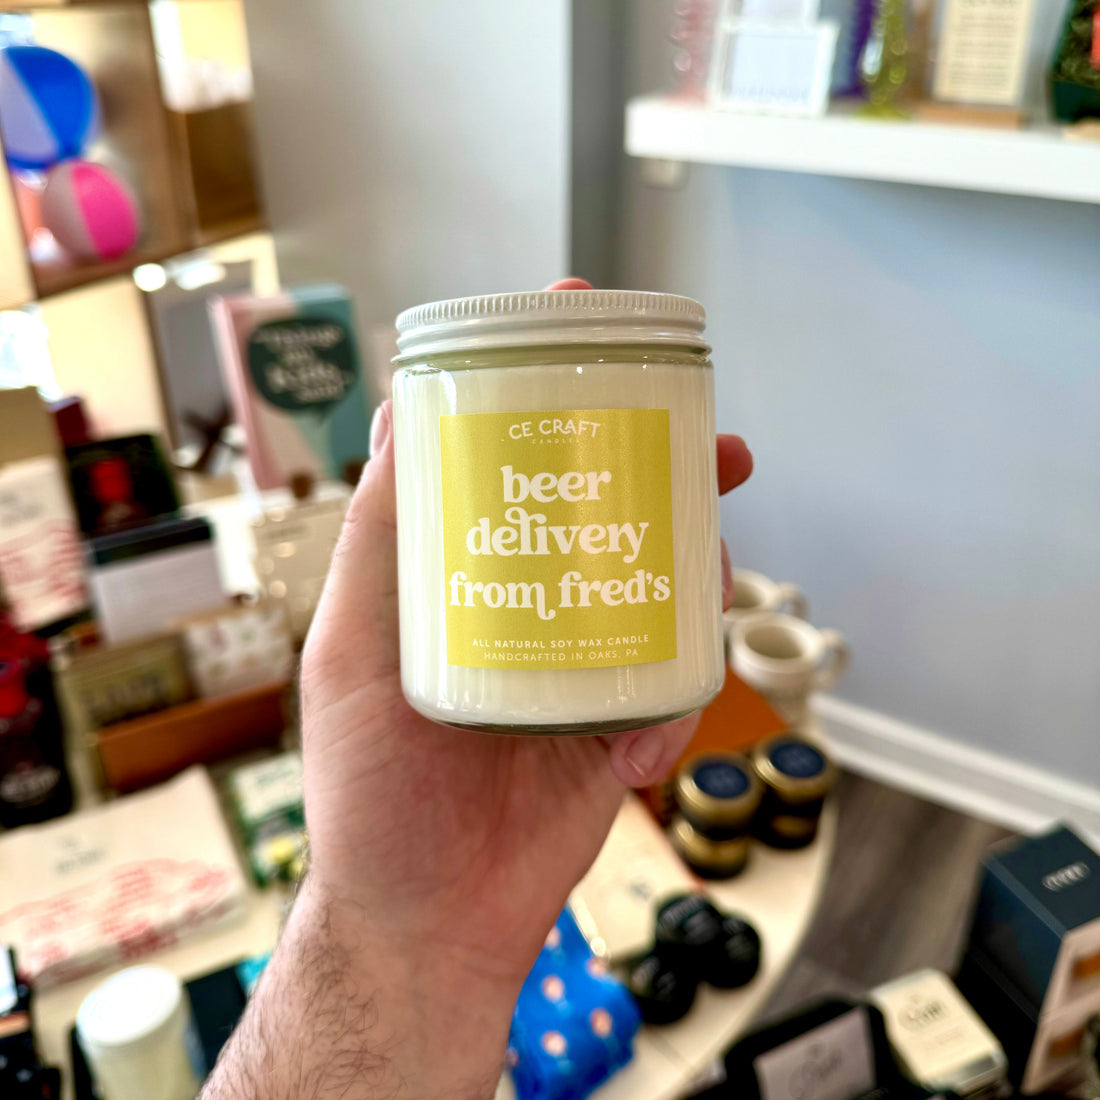 CE CRAFT
CANDLES
beer
delivery
from fred's
ALL NATURAL SOY WAX CANDLE
HANDCRAFTED IN OAKS, PA